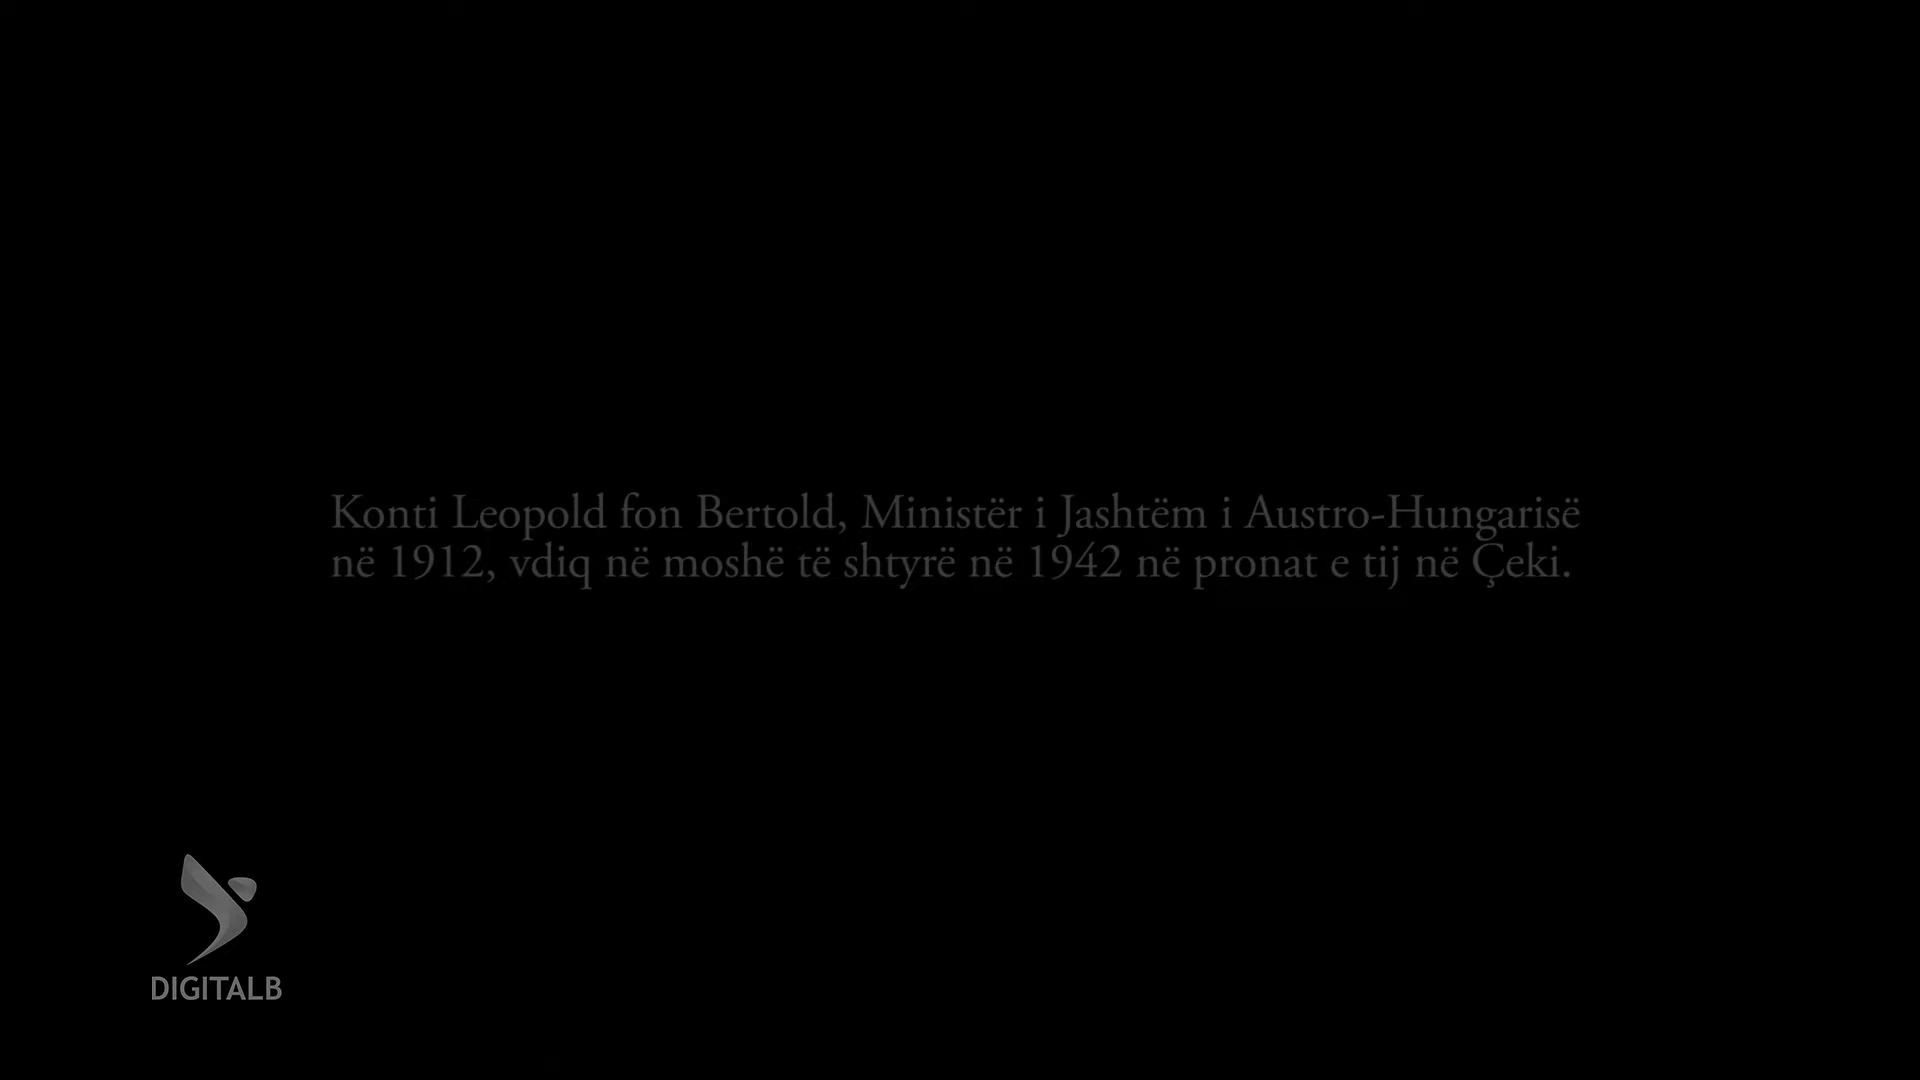 Konti Leopold fon Bertold, Ministër i Jashtëm i Austro-Hungarisë
në 1912, vdiq në moshë të shtyrë në 1942 në pronat e tij në Çeki.
DIGITALB